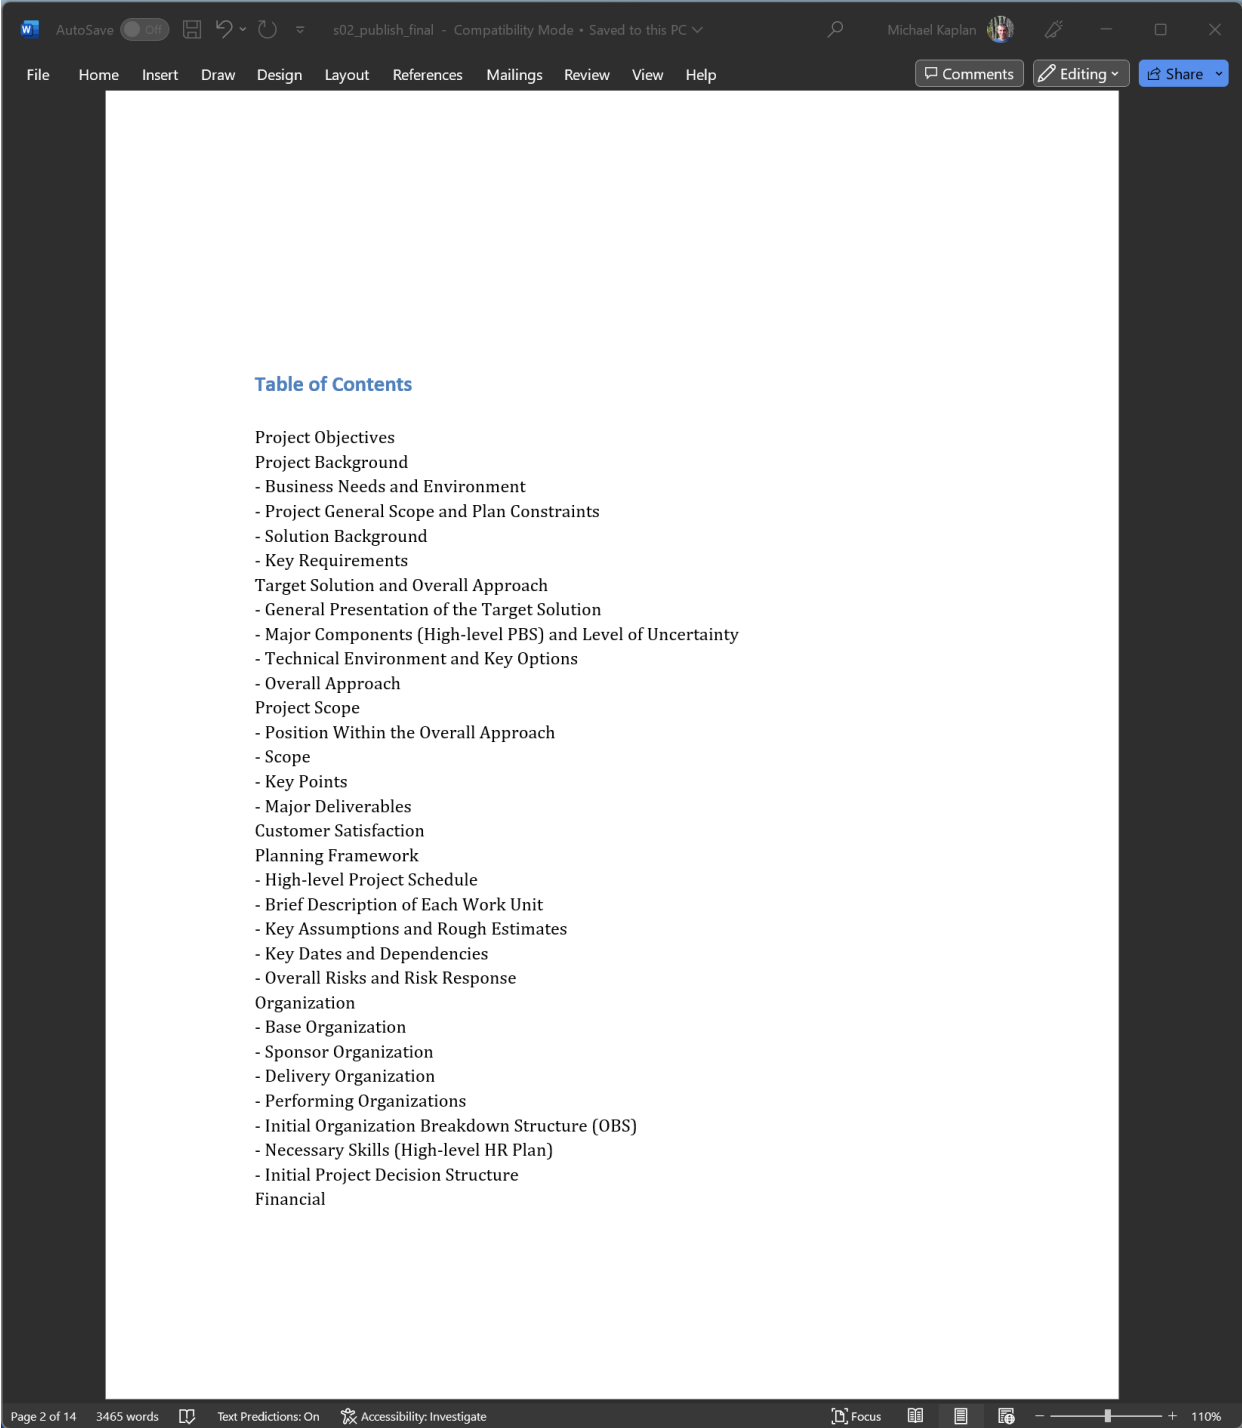 AutoSave Off s02_publish_final - Compatibility Mode • Saved to this PC Michael Kaplan
File Home Insert Draw Design Layout References Mailings Review View Help Comments Editing Share
Table of Contents
Project Objectives
Project Background
- Business Needs and Environment
- Project General Scope and Plan Constraints
- Solution Background
- Key Requirements
Target Solution and Overall Approach
- General Presentation of the Target Solution
- Major Components (High-level PBS) and Level of Uncertainty
- Technical Environment and Key Options
- Overall Approach
Project Scope
- Position Within the Overall Approach
- Scope
- Key Points
- Major Deliverables
Customer Satisfaction
Planning Framework
- High-level Project Schedule
- Brief Description of Each Work Unit
- Key Assumptions and Rough Estimates
- Key Dates and Dependencies
- Overall Risks and Risk Response
Organization
- Base Organization
- Sponsor Organization
- Delivery Organization
- Performing Organizations
- Initial Organization Breakdown Structure (OBS)
- Necessary Skills (High-level HR Plan)
- Initial Project Decision Structure
Financial
Page 2 of 14 3465 words Text Predictions: On Accessibility: Investigate Focus 110%